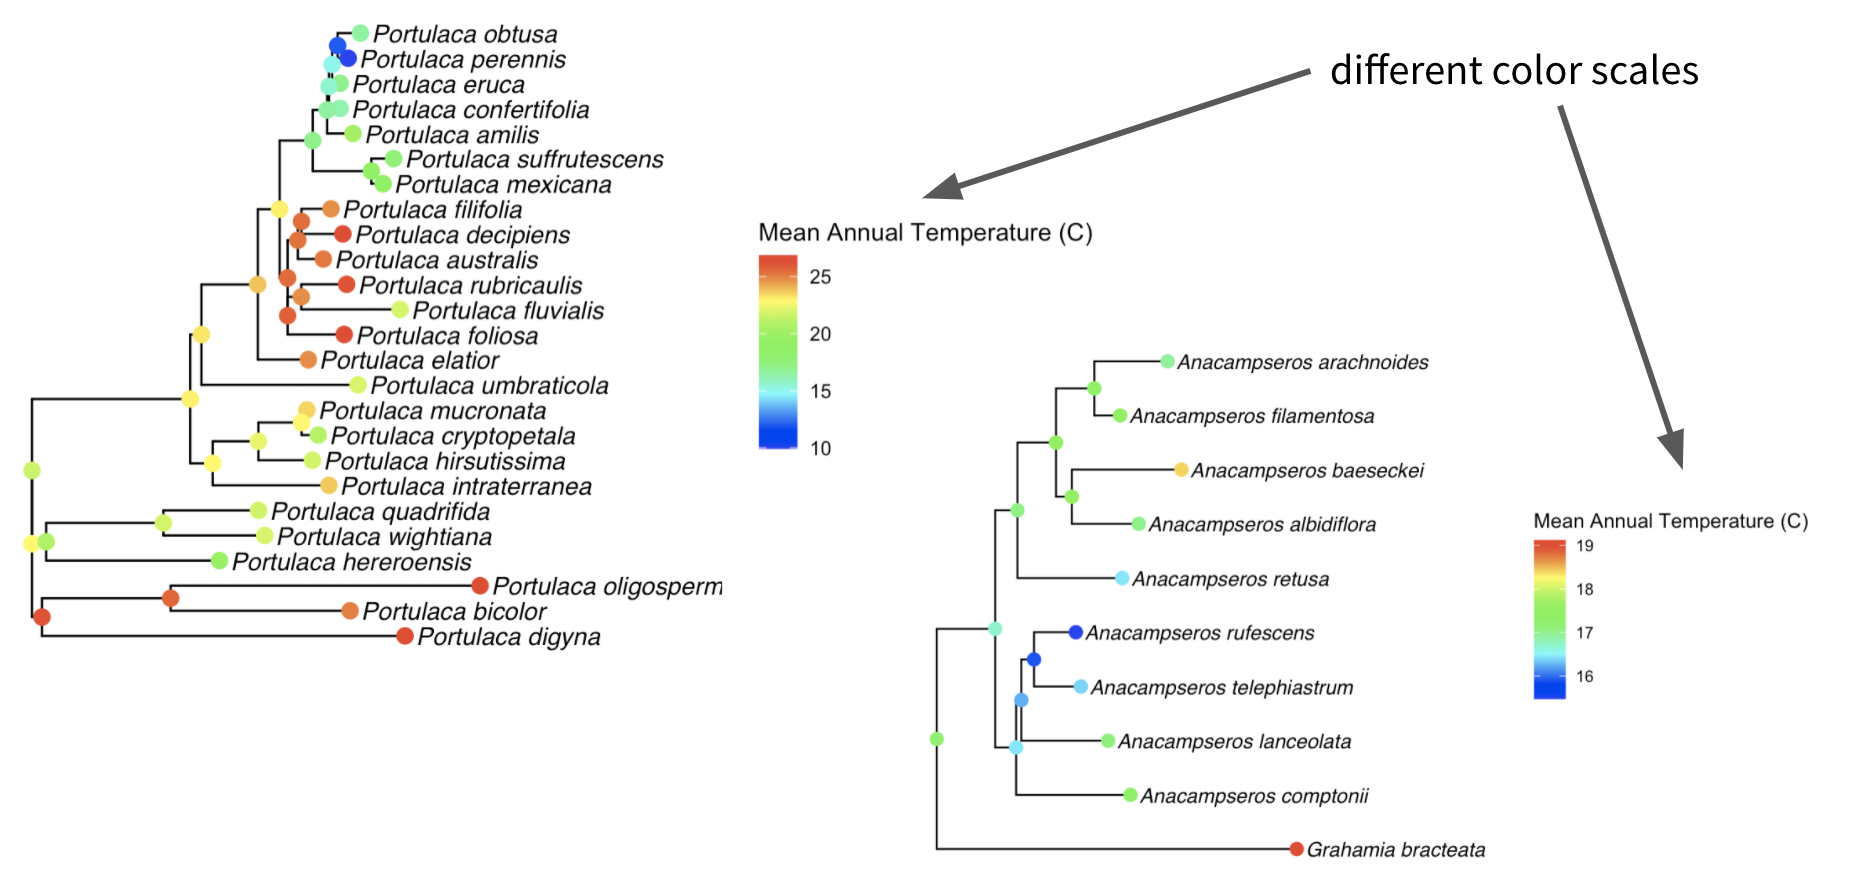 Portulaca obtusa
Portulaca perennis
Portulaca eruca
Portulaca confertifolia
Portulaca amilis
Portulaca suffrutescens
Portulaca mexicana
Portulaca filifolia
Portulaca decipiens
Portulaca australis
Portulaca rubricaulis
Portulaca fluvialis
Portulaca foliosa
Portulaca elatior
Portulaca umbraticola
Portulaca mucronata
Portulaca cryptopetala
Portulaca hirsutissima
Portulaca intraterranea
Portulaca quadrifida
Portulaca wightiana
Portulaca hereroensis
Portulaca oligosperm
Portulaca bicolor
Portulaca digyna
different color scales
Mean Annual Temperature (C)
25
20
15
10
Anacampseros arachnoides
Anacampseros filamentosa
Anacampseros baeseckei
Anacampseros albidiflora
Anacampseros retusa
Anacampseros rufescens
Anacampseros telephiastrum
Anacampseros lanceolata
Anacampseros comptonii
Grahamia bracteata
Mean Annual Temperature (C)
19
18
17
16